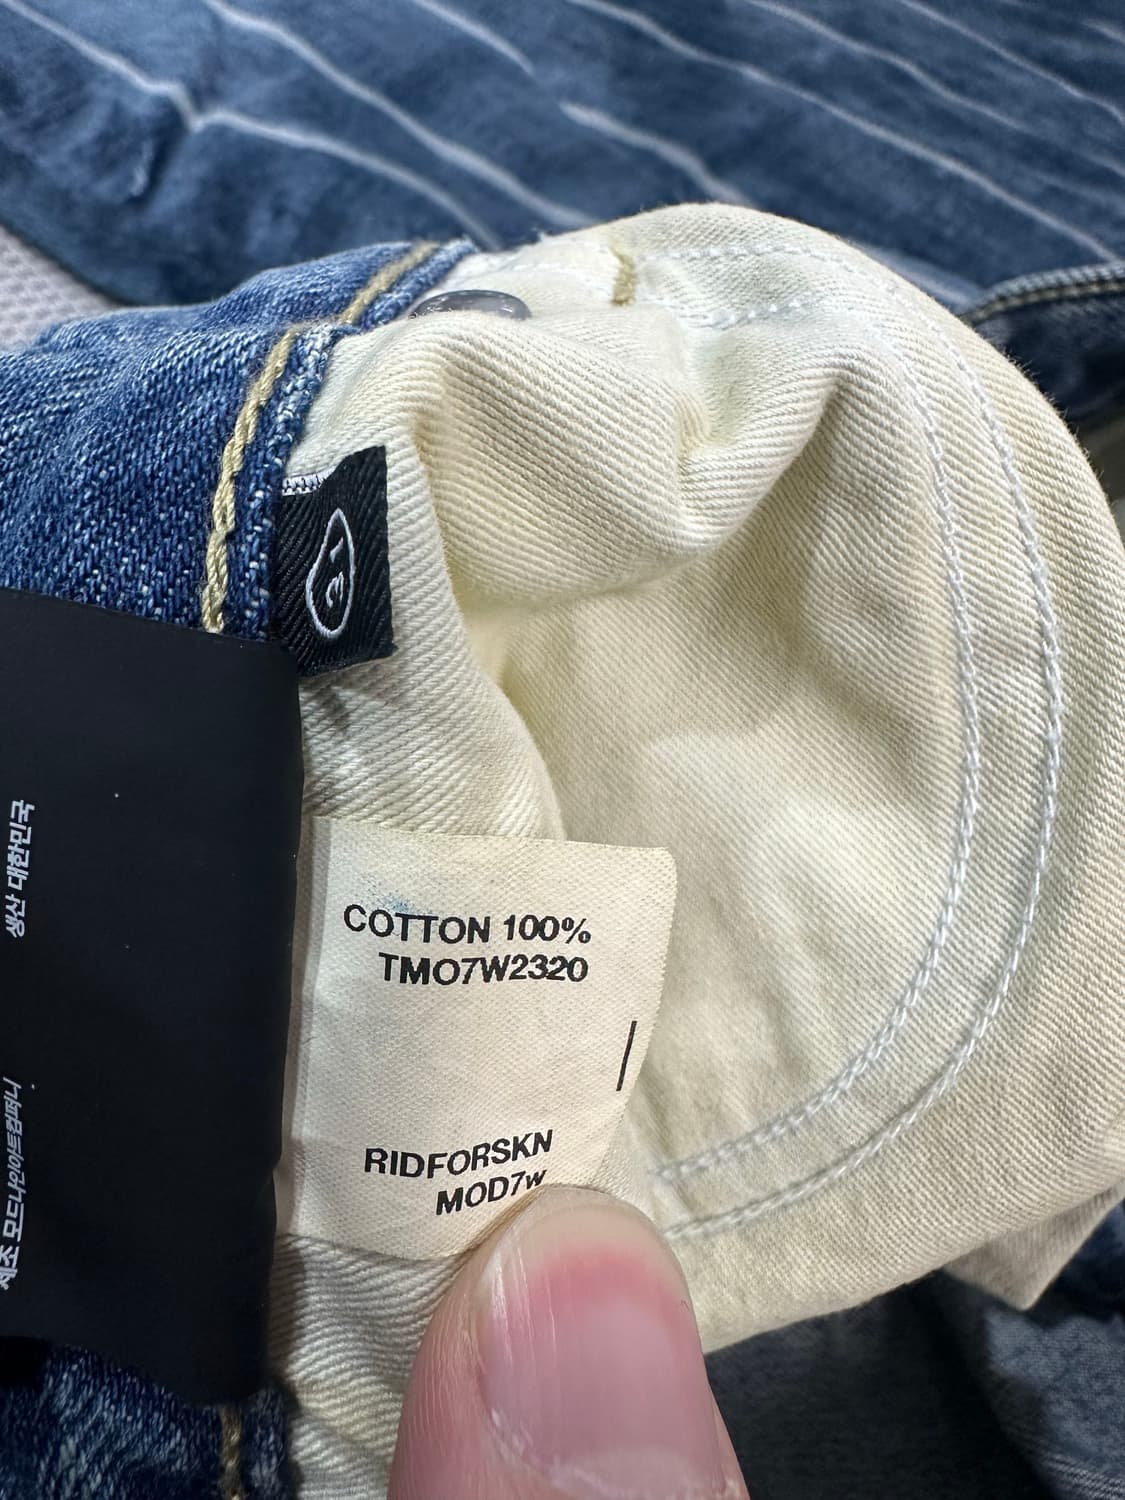 생산 대한민국
제조 모드나인어트컴퍼니
COTTON 100%
TMO7W2320
RIDFORSKN
MOD7w